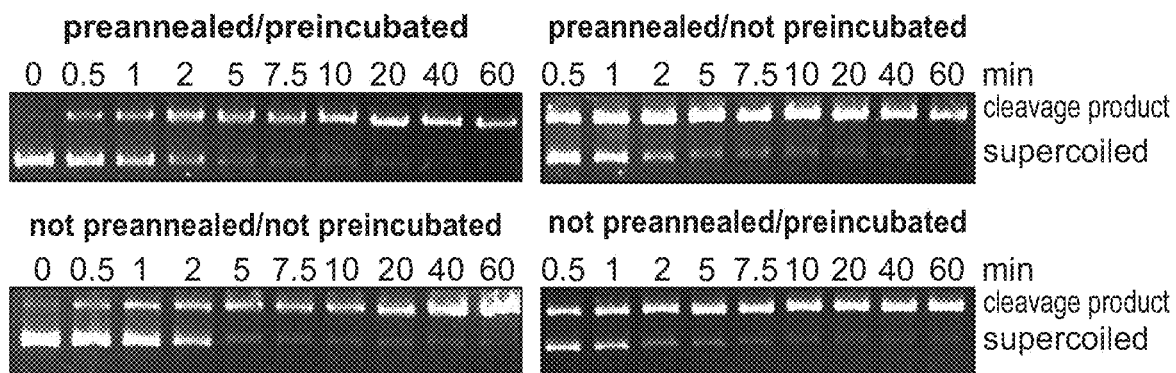 preannealed/preincubated
preannealed/not preincubated
0 0.5 1 2 5 7.5 10 20 40 60
0.5 1 2 5 7.5 10 20 40 60 min
cleavage product
supercoiled
not preannealed/not preincubated
not preannealed/preincubated
0 0.5 1 2 5 7.5 10 20 40 60
0.5 1 2 5 7.5 10 20 40 60 min
cleavage product
supercoiled